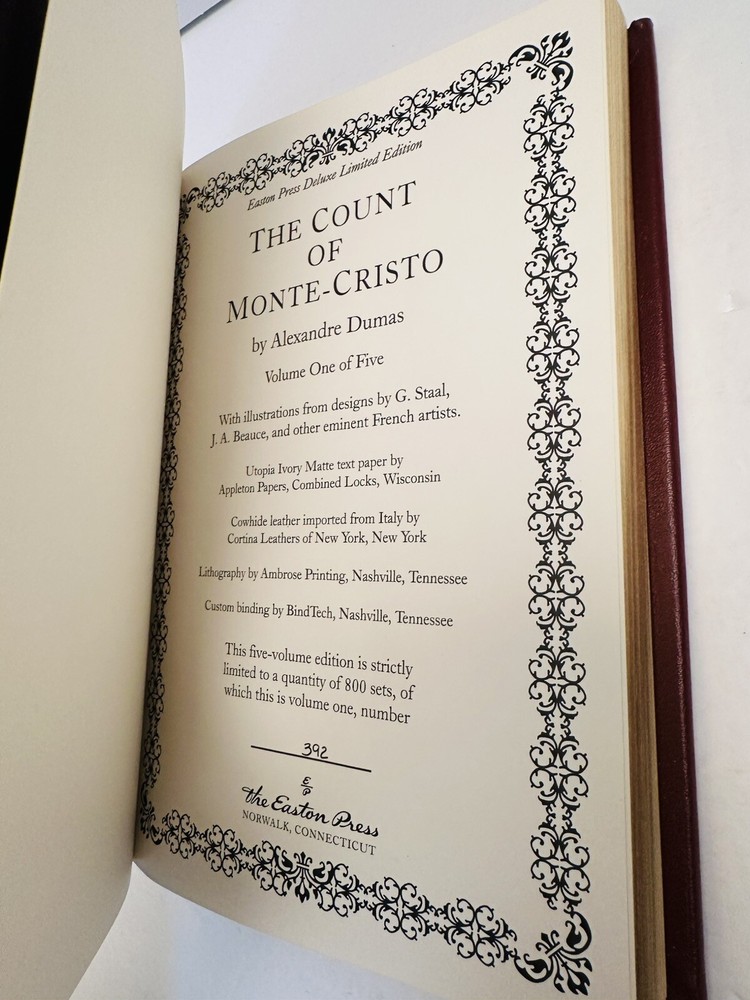 Easton Press Deluxe Limited Edition
THE COUNT
OF
MONTE-CRISTO
by Alexandre Dumas
Volume One of Five
With illustrations from designs by G. Staal,
J. A. Beauce, and other eminent French artists.
Utopia Ivory Matte text paper by
Appleton Papers, Combined Locks, Wisconsin
Cowhide leather imported from Italy by
Cortina Leathers of New York, New York
Lithography by Ambrose Printing, Nashville, Tennessee
Custom binding by BindTech, Nashville, Tennessee
This five-volume edition is strictly
limited to a quantity of 800 sets, of
which this is volume one, number
392
E
P
The Easton Press
NORWALK, CONNECTICUT